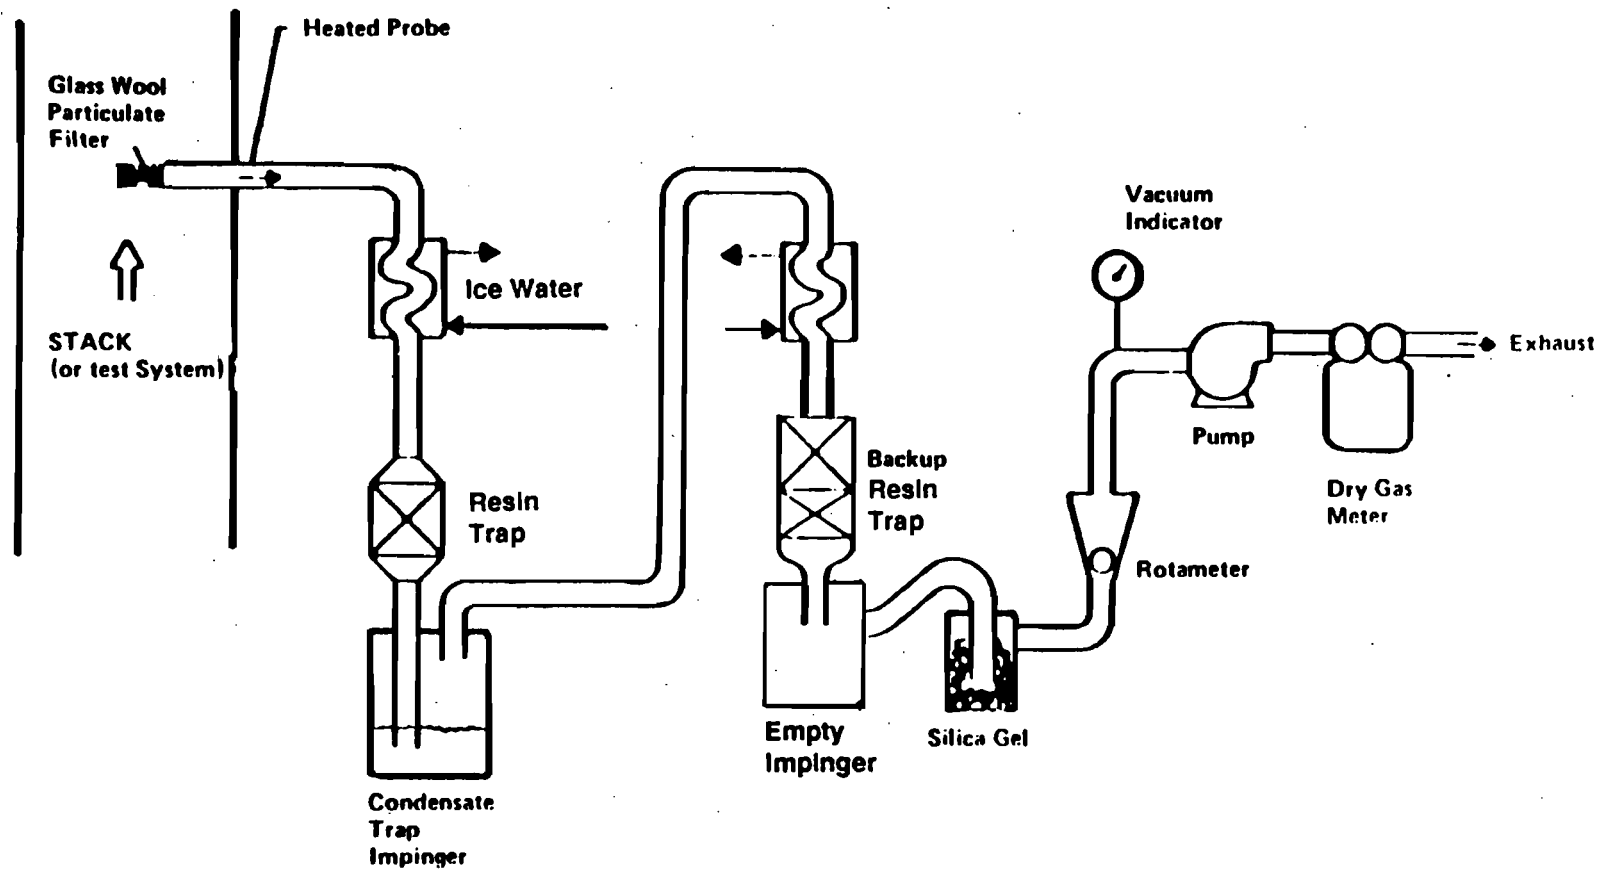 Heated Probe
Glass Wool
Particulate
Filter
STACK
(or test System)
Ice Water
Resin
Trap
Condensate
Trap
Impinger
Backup
Resin
Trap
Empty
Impinger
Silica Gel
Vacuum
Indicator
Rotameter
Pump
Dry Gas
Meter
Exhaust